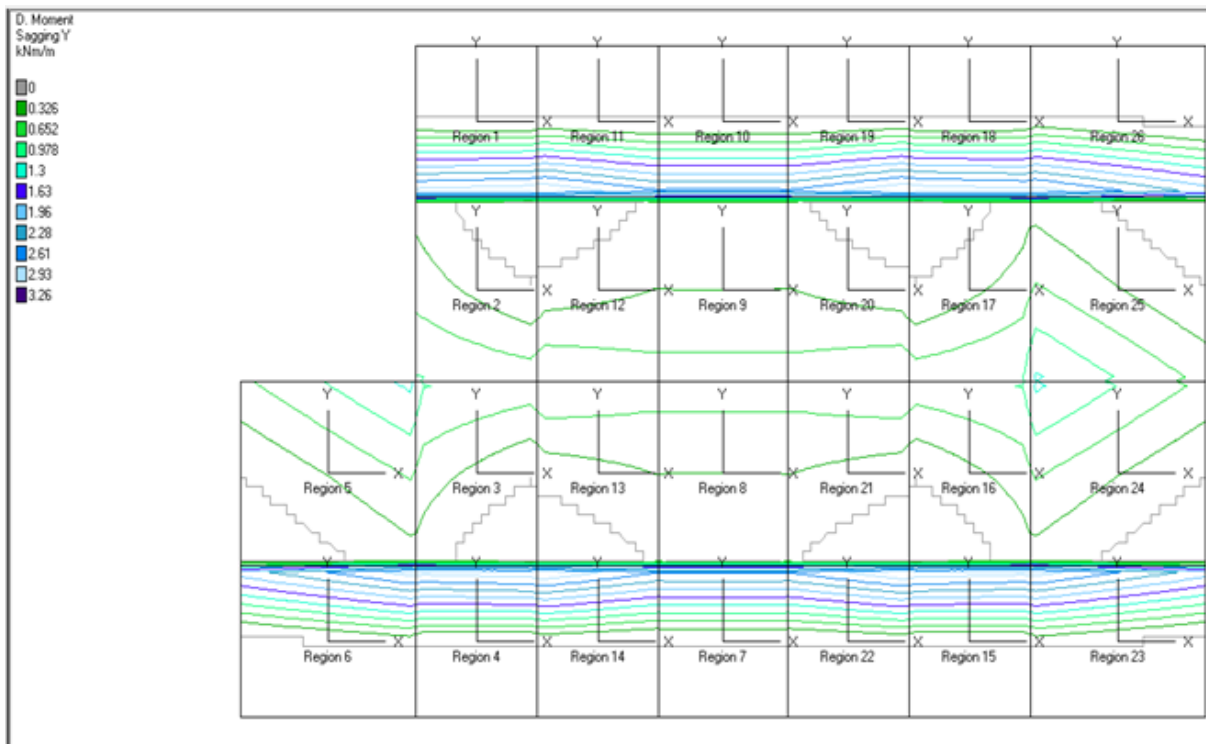 D. Moment
Sagging Y
kNm/m
0
0.326
0.652
0.978
1.3
1.63
1.96
2.28
2.61
2.93
3.26
Y Y Y Y Y Y
X X X X X X
Region 1 Region 11 Region 10 Region 19 Region 18 Region 26
Y Y Y Y Y Y
X X X X X X
Region 2 Region 12 Region 9 Region 20 Region 17 Region 25
Y Y Y Y Y Y Y
X X X X X X X
Region 5 Region 3 Region 13 Region 8 Region 21 Region 16 Region 24
Y Y Y Y Y Y Y
X X X X X X X
Region 6 Region 4 Region 14 Region 7 Region 22 Region 15 Region 23